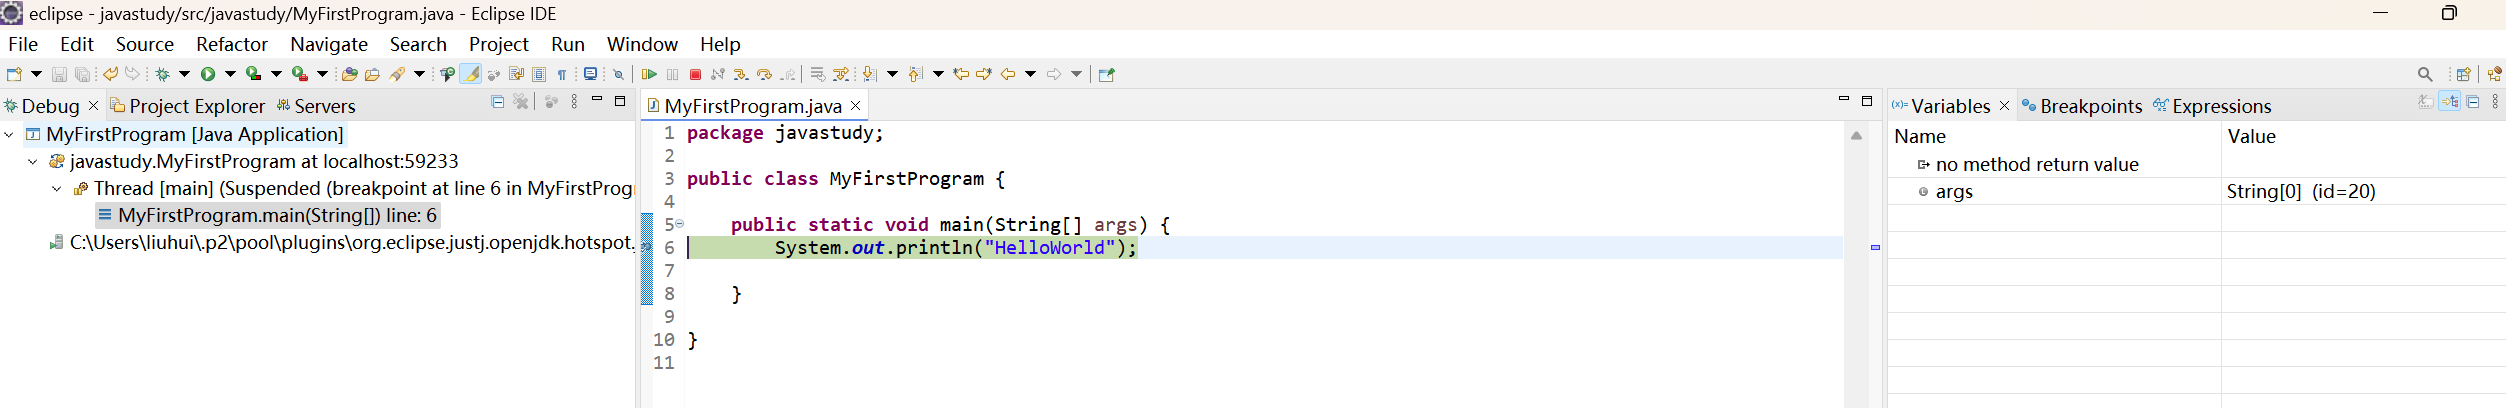 eclipse - javastudy/src/javastudy/MyFirstProgram.java - Eclipse IDE
File Edit Source Refactor Navigate Search Project Run Window Help
Debug Project Explorer Servers
MyFirstProgram [Java Application]
javastudy.MyFirstProgram at localhost:59233
Thread [main] (Suspended (breakpoint at line 6 in MyFirstProg
MyFirstProgram.main(String[]) line: 6
C:\Users\liuhui\.p2\pool\plugins\org.eclipse.justj.openjdk.hotspot.
MyFirstProgram.java
1 package javastudy;
2
3 public class MyFirstProgram {
4
5 public static void main(String[] args) {
6 System.out.println("HelloWorld");
7
8 }
9
10 }
11
Variables Breakpoints Expressions
Name Value
no method return value
args String[0] (id=20)